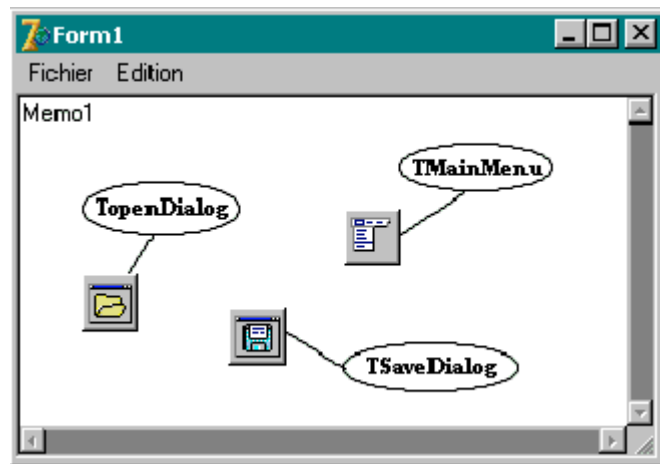 Form1
Fichier Edition
Memo1
TMainMenu
TopenDialog
TSaveDialog